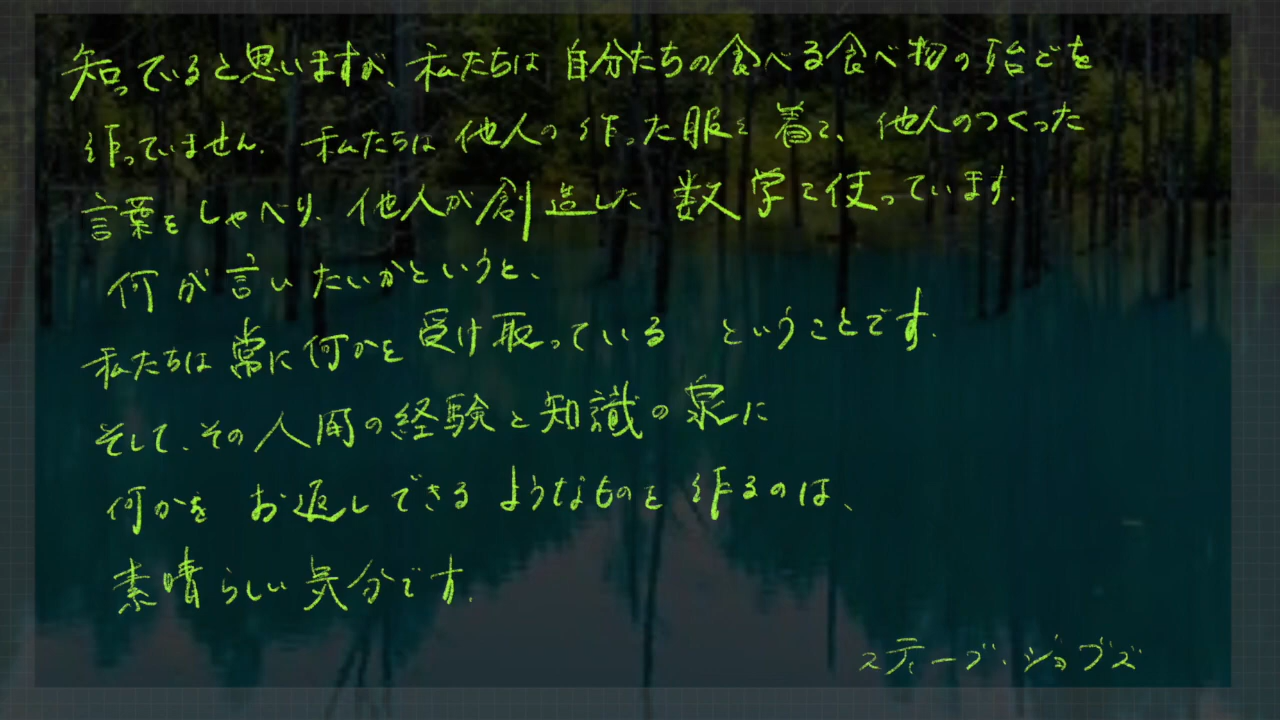 知っていると思いますが、私たちは自分たちの食べる食べ物の殆どを
作っていません。私たちは他人の作った服を着て、他人のつくった
言葉をしゃべり、他人が創造した数学を使っています。
何が言いたいかというと、
私たちは常に何かを受け取っているということです。
そして、その人間の経験と知識の泉に
何かをお返しできるようなものを作るのは、
素晴らしい気分です。
スティーブ・ジョブズ